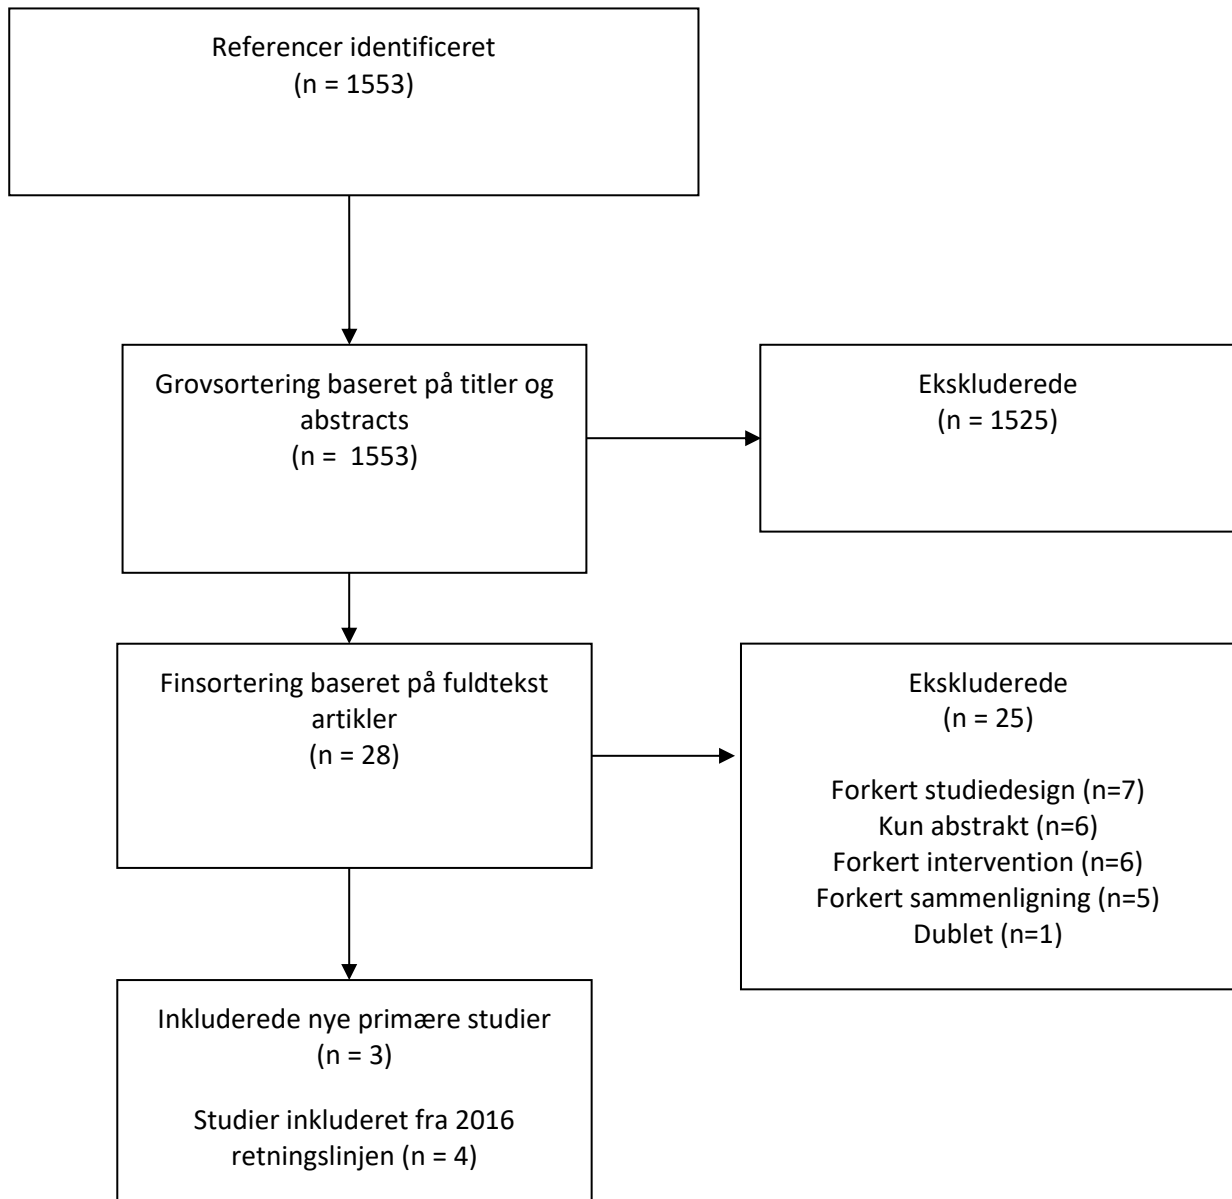 Referencer identificeret
(n = 1553)
Grovsortering baseret på titler og
abstracts
(n =  1553)
Ekskluderede
(n = 1525)
Finsortering baseret på fuldtekst
artikler
(n = 28)
Ekskluderede
(n = 25)
Forkert studiedesign (n=7)
Kun abstrakt (n=6)
Forkert intervention (n=6)
Forkert sammenligning (n=5)
Dublet (n=1)
Inkluderede nye primære studier
(n = 3)
Studier inkluderet fra 2016
retningslinjen (n = 4)